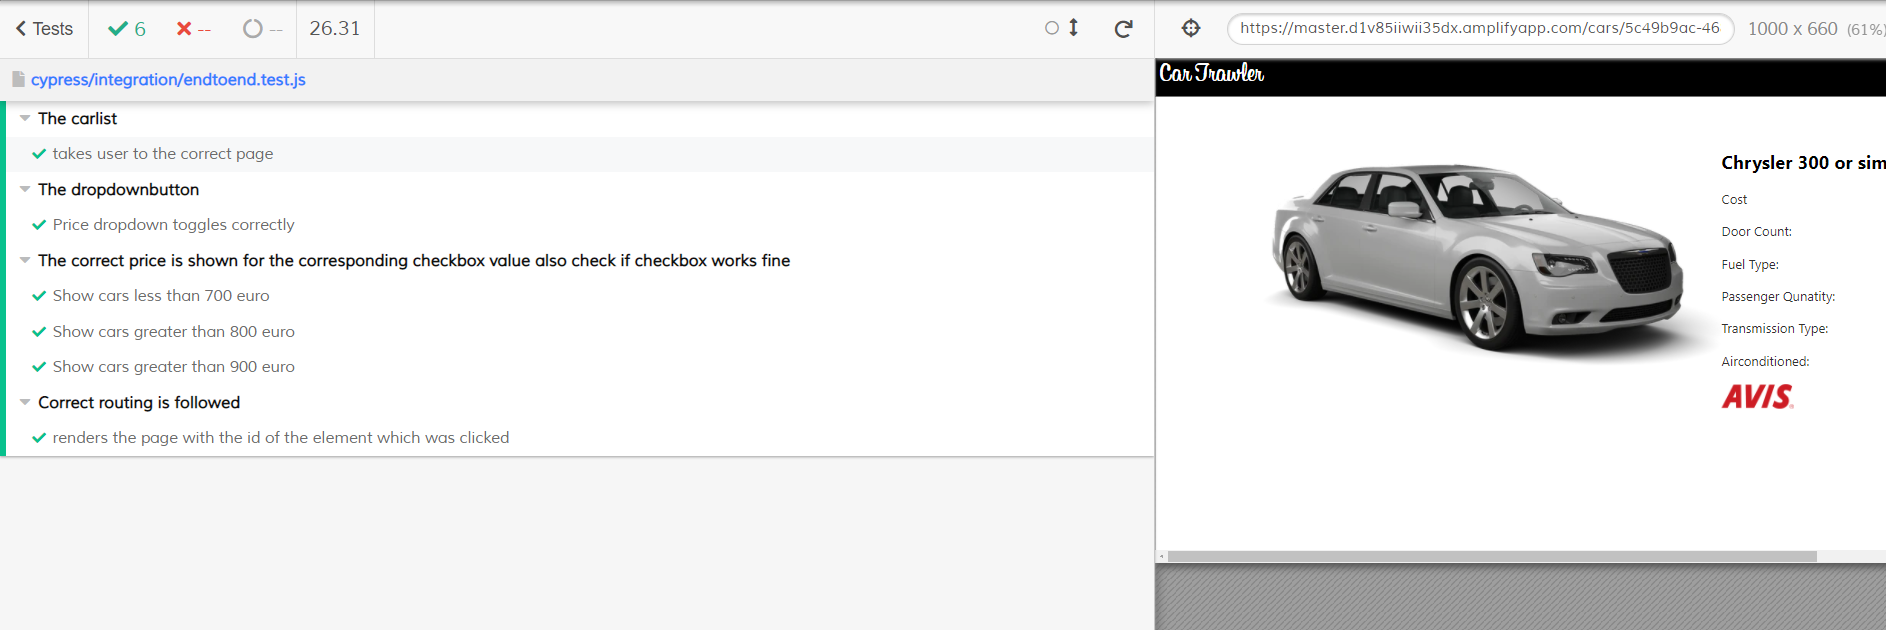 Tests 6 -- -- 26.31
cypress/integration/endtoend.test.js
The carlist
takes user to the correct page
The dropdownbutton
Price dropdown toggles correctly
The correct price is shown for the corresponding checkbox value also check if checkbox works fine
Show cars less than 700 euro
Show cars greater than 800 euro
Show cars greater than 900 euro
Correct routing is followed
renders the page with the id of the element which was clicked
https://master.d1v85iiwii35dx.amplifyapp.com/cars/5c49b9ac-46 1000 x 660 (61%)
Car Trawler
Chrysler 300 or sim
Cost
Door Count:
Fuel Type:
Passenger Qunatity:
Transmission Type:
Airconditioned:
AVIS